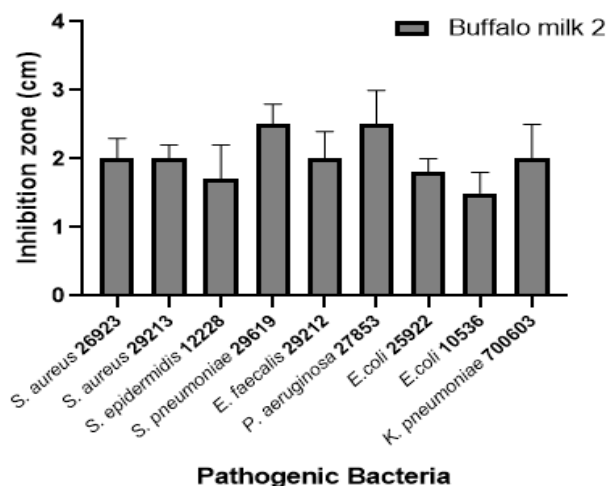 Buffalo milk 2
Inhibition zone (cm)
4
3
2
1
0
S. aureus 26923
S. aureus 29213
S. epidermidis 12228
S. pneumoniae 29619
E. faecalis 29212
P. aeruginosa 27853
E.coli 25922
E.coli 10536
K. pneumoniae 700603
Pathogenic Bacteria